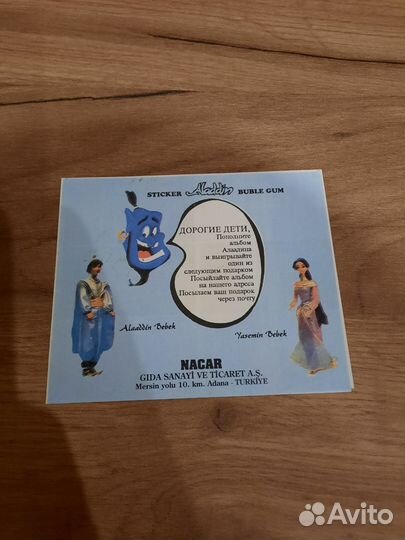 STICKER Aladdin BUBLE GUM
ДОРОГИЕ ДЕТИ,
Пополните
альбом
Алаадина
и выигрывайте
один из
следующим подарком
Посылайте альбом
на нашего адреса
Посылаем ваш подарок
через почту
Alaaddin Bebek
Yasemin Bebek
NACAR
GIDA SANAYİ VE TİCARET A.Ş.
Mersin yolu 10. km. Adana - TURKİYE
Avito